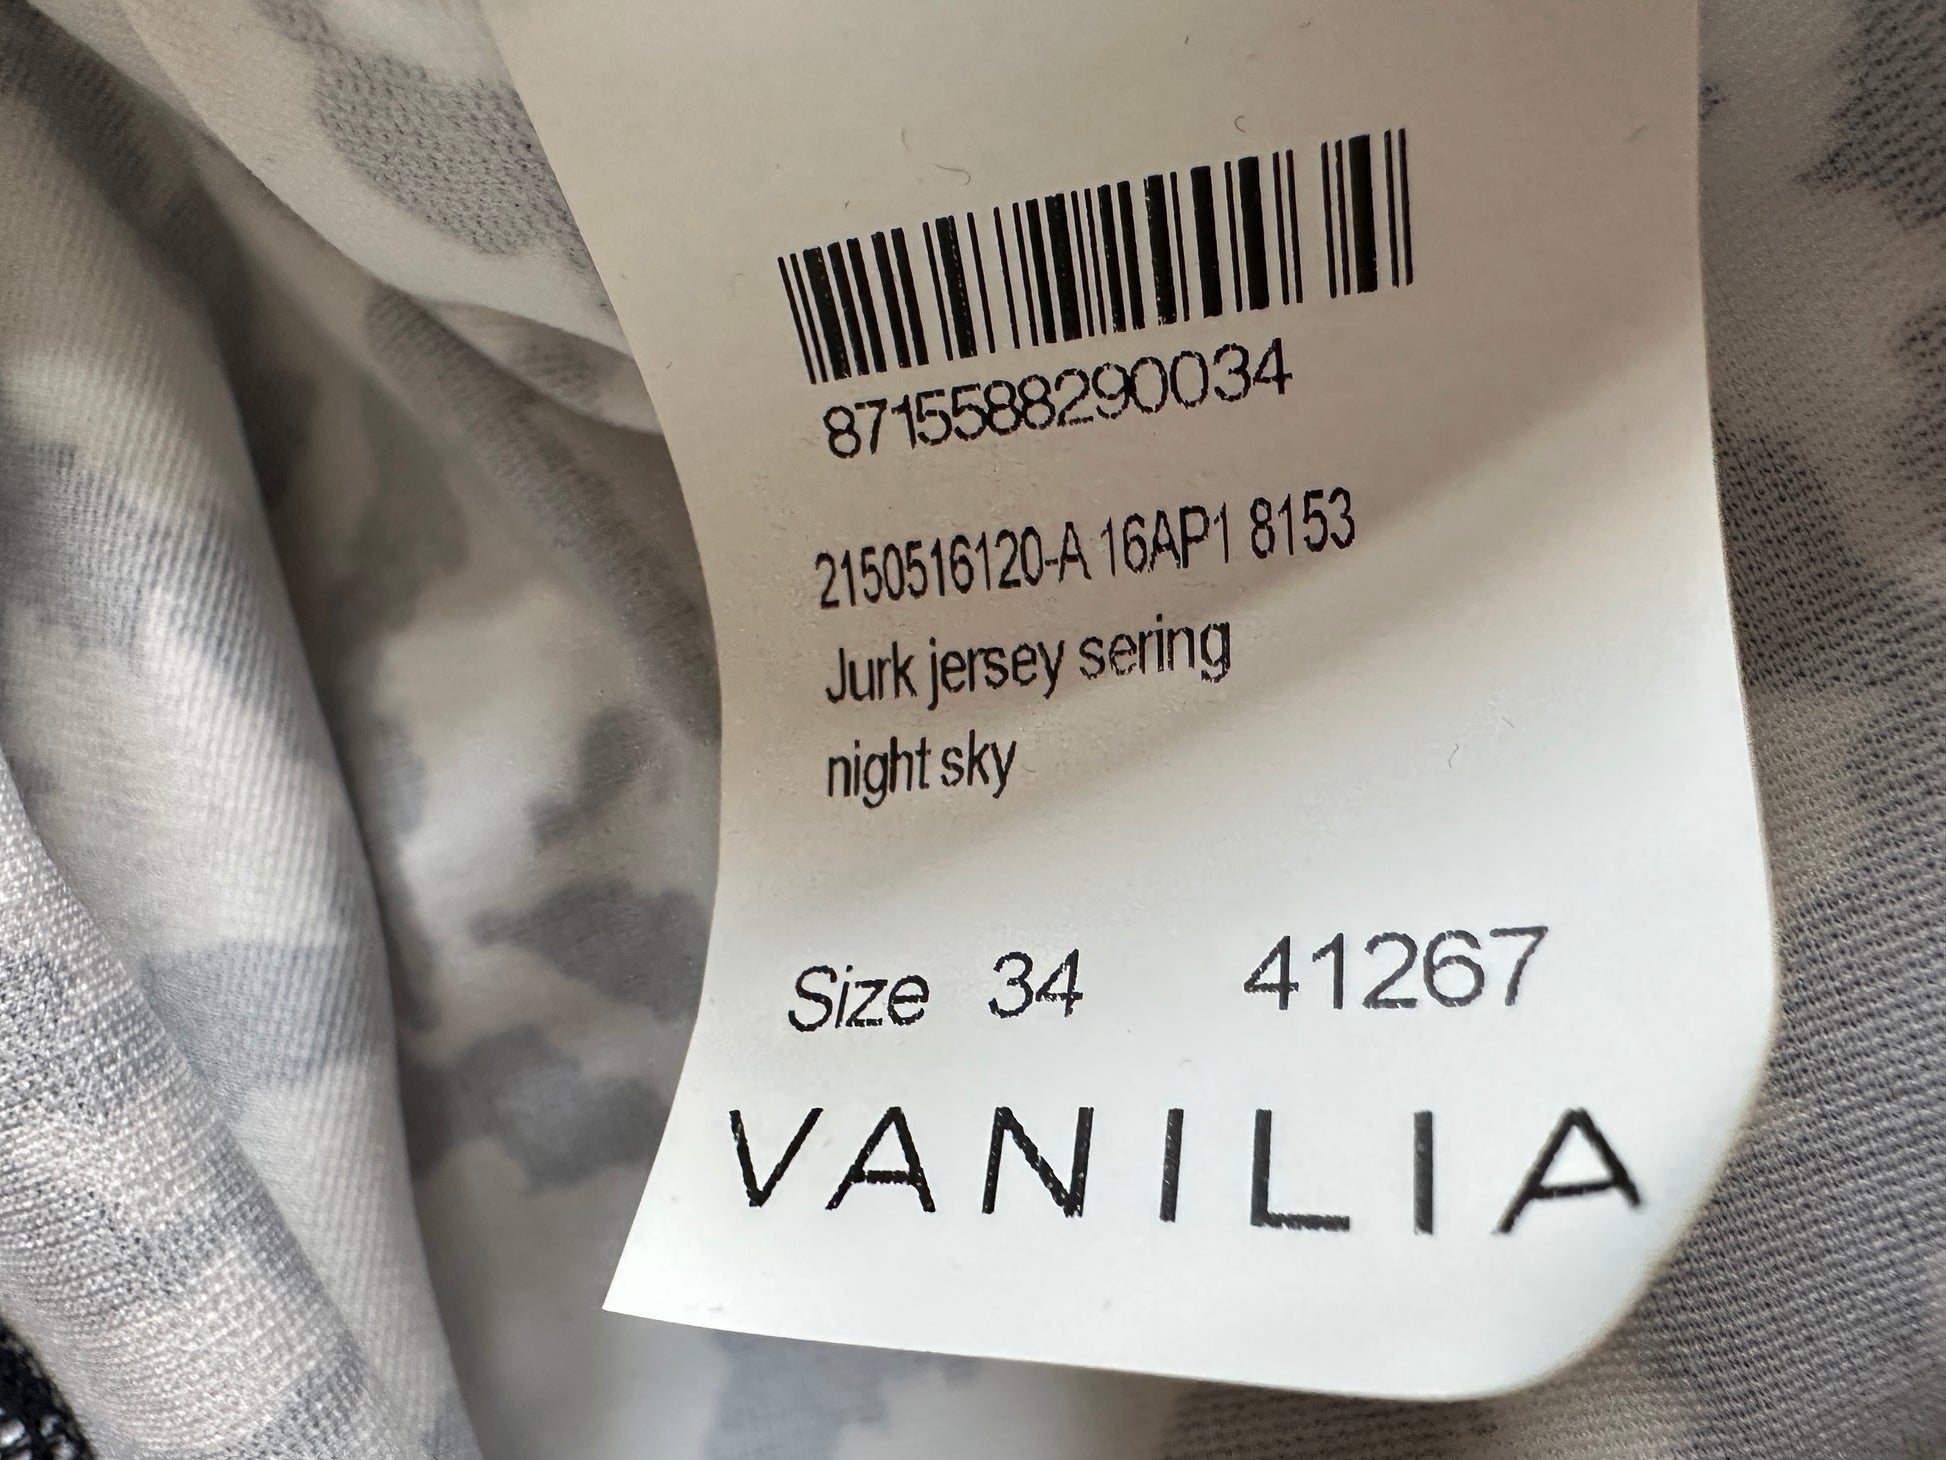 8715588290034
2150516120-A 16AP1 8153
Jurk jersey sering
night sky
Size 34 41267
VANILIA